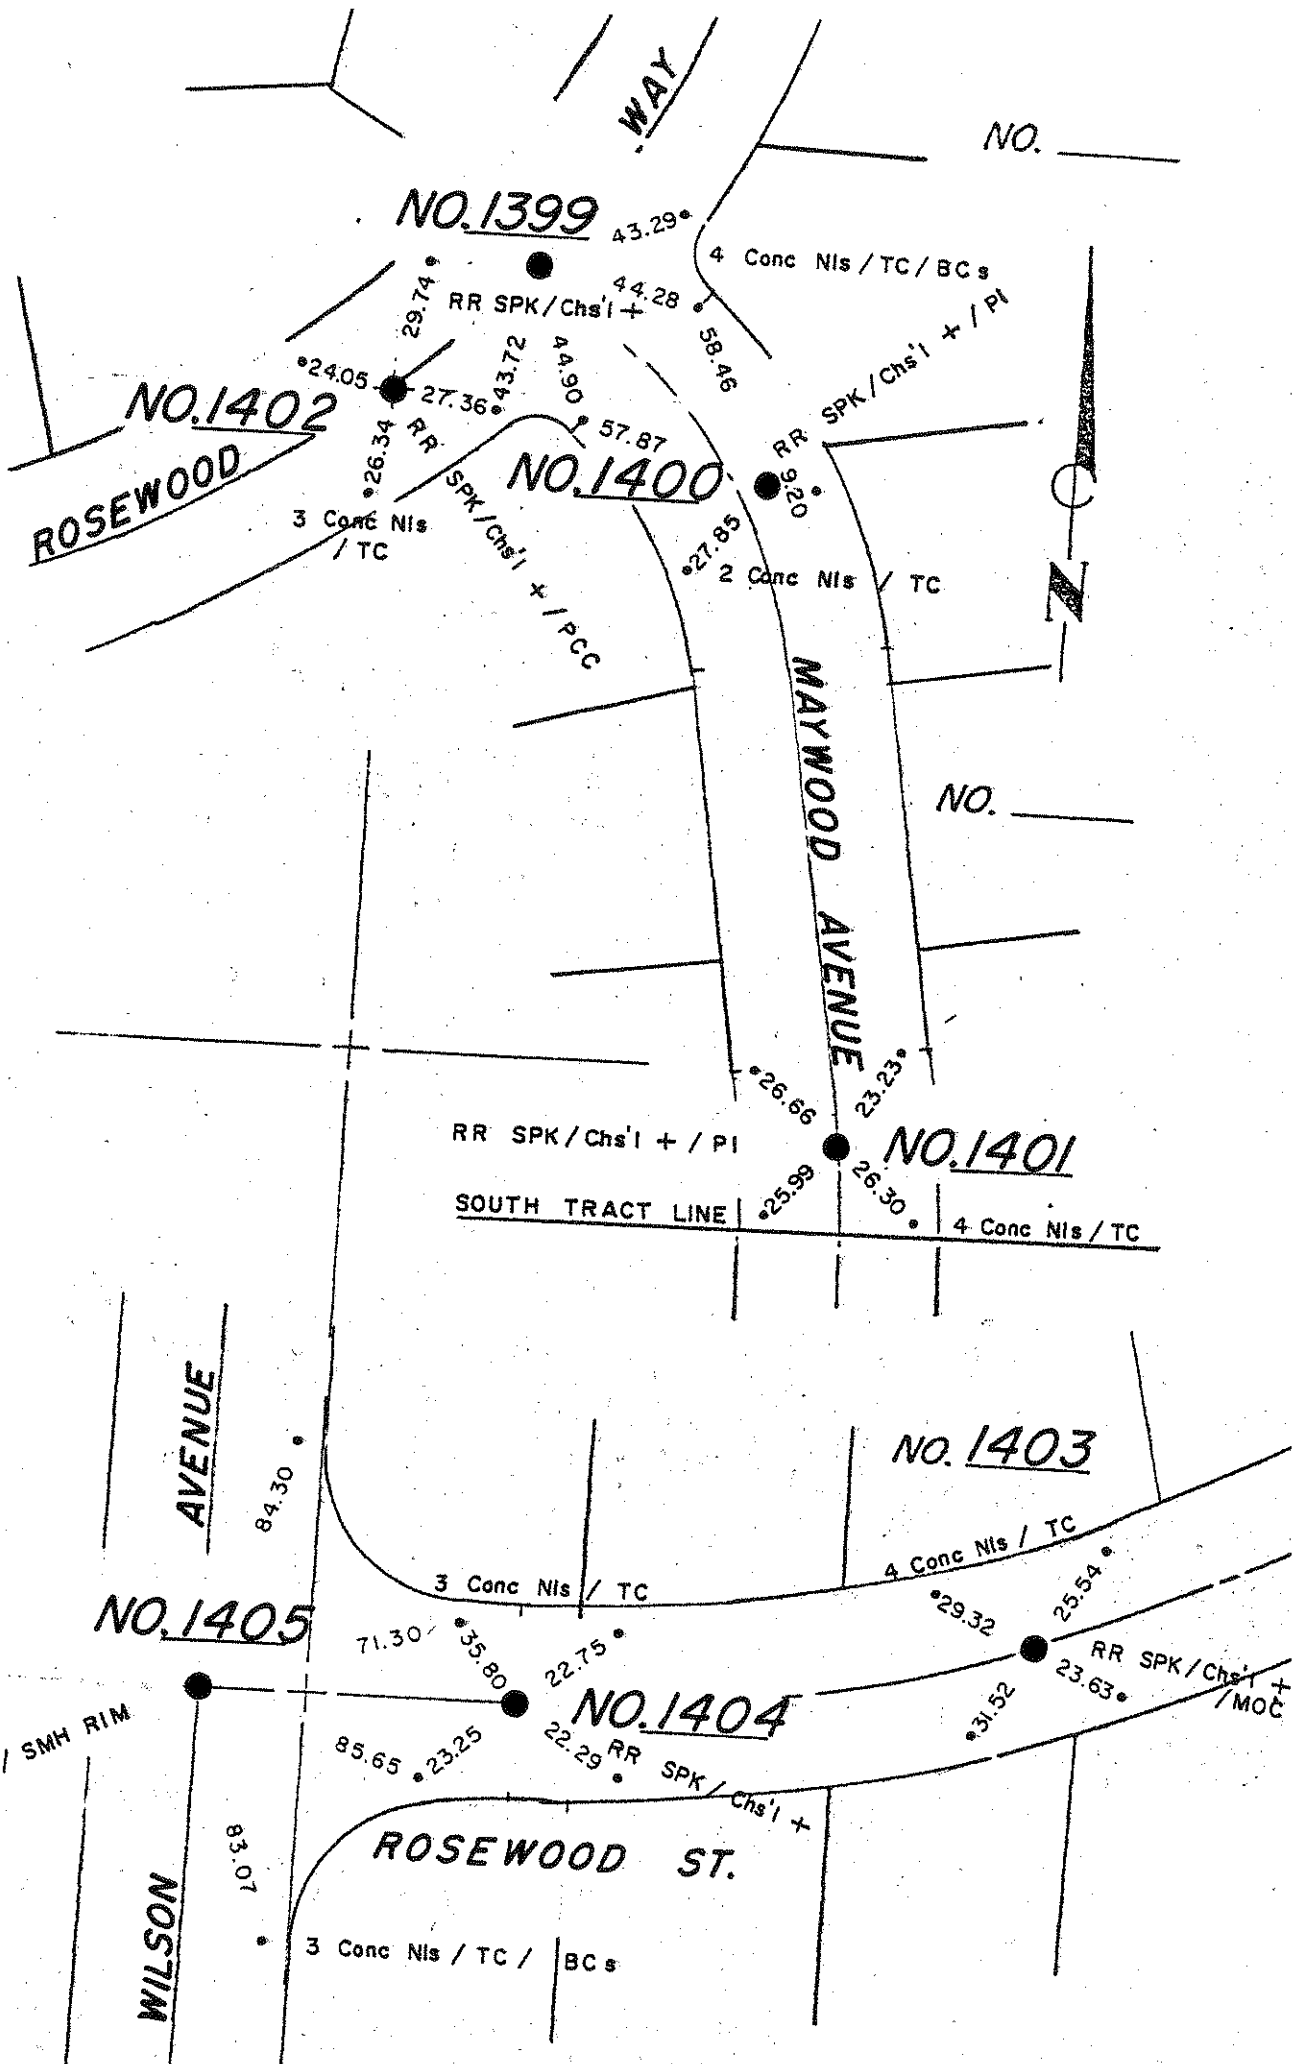 WAY
NO.
NO. 1399
43.29
4 Conc Nls / TC / BCs
29.74
RR SPK/Chs'l +
44.28
58.46
RR SPK/Chs'l + / PI
24.05
27.36
43.72
44.90
57.87
NO. 1402
ROSEWOOD
26.34
RR SPK/Chs'l + / PCC
NO. 1400
9.20
27.85
3 Conc Nls
/ TC
2 Conc Nls / TC
N
MAYWOOD AVENUE
NO.
26.66
23.23
RR SPK/Chs'l + / PI
NO. 1401
25.99
26.30
SOUTH TRACT LINE
4 Conc Nls / TC
AVENUE
84.30
NO. 1403
4 Conc Nls / TC
3 Conc Nls / TC
29.32
25.54
NO. 1405
71.30
35.80
22.75
RR SPK/Chs'l +
/MOC
23.63
31.52
/ SMH RIM
NO. 1404
85.65
23.25
22.29
RR SPK/Chs'l +
83.07
ROSEWOOD ST.
WILSON
3 Conc Nls / TC / BCs